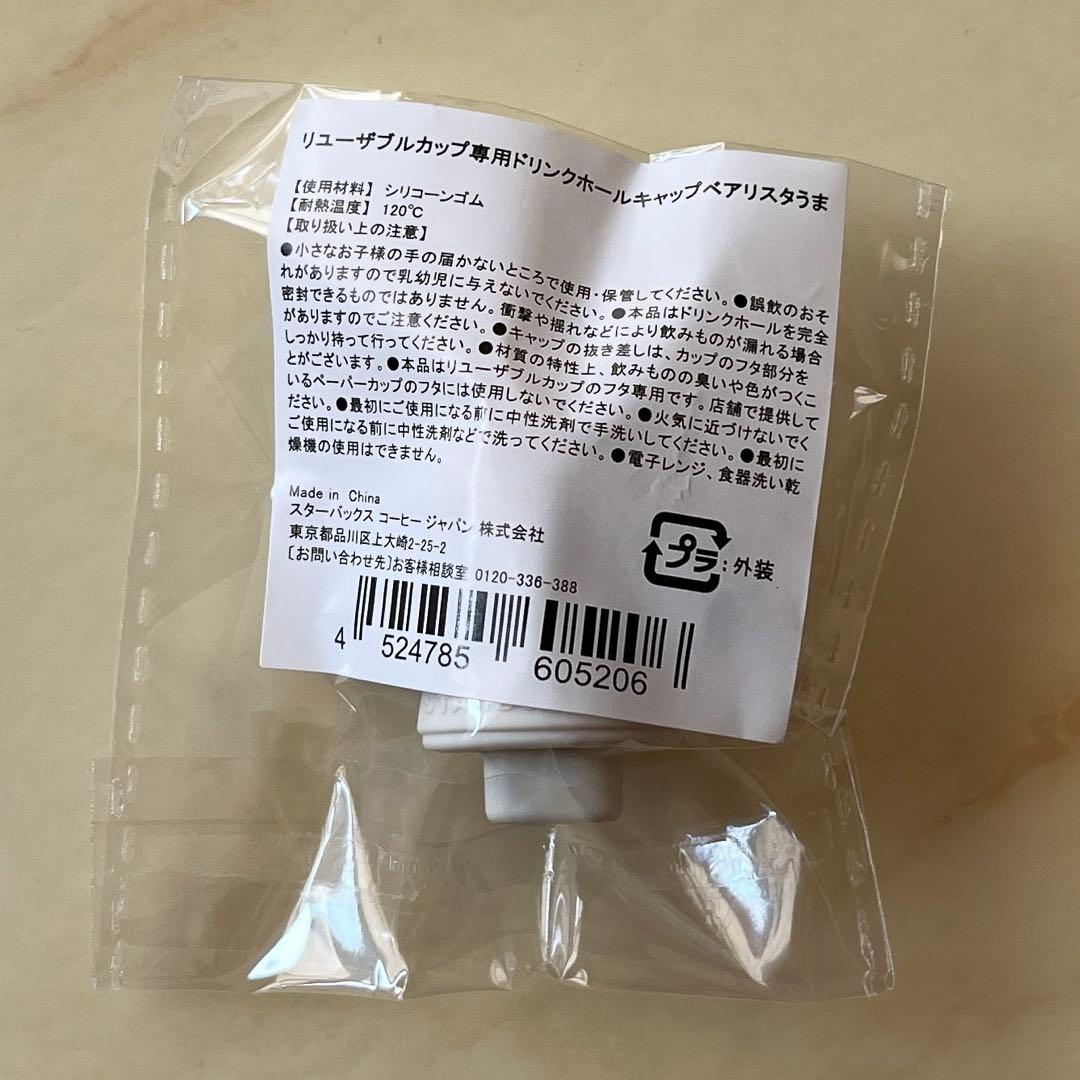 リユーザブルカップ専用ドリンクホールキャップベアリスタうま
【使用材料】 シリコーンゴム
【耐熱温度】 120℃
【取り扱い上の注意】
●小さなお子様の手の届かないところで使用・保管してください。●誤飲のおそ
れがありますので乳幼児に与えないでください。●本品はドリンクホールを完全
密封できるものではありません。衝撃や揺れなどにより飲みものが漏れる場合
がありますのでご注意ください。●キャップの抜き差しは、カップのフタ部分を
しっかり持って行ってください。●材質の特性上、飲みものの臭いや色がつくこ
とがございます。●本品はリユーザブルカップのフタ専用です。店舗で提供して
いるペーパーカップのフタには使用しないでください。●火気に近づけないでく
ださい。●最初にご使用になる前に中性洗剤で手洗いしてください。●最初に
ご使用になる前に中性洗剤などで洗ってください。●電子レンジ、食器洗い乾
燥機の使用はできません。
Made in China
スターバックス コーヒー ジャパン 株式会社
東京都品川区上大崎2-25-2
［お問い合わせ先］お客様相談室 0120-336-388
プラ:外装
4 524785 605206